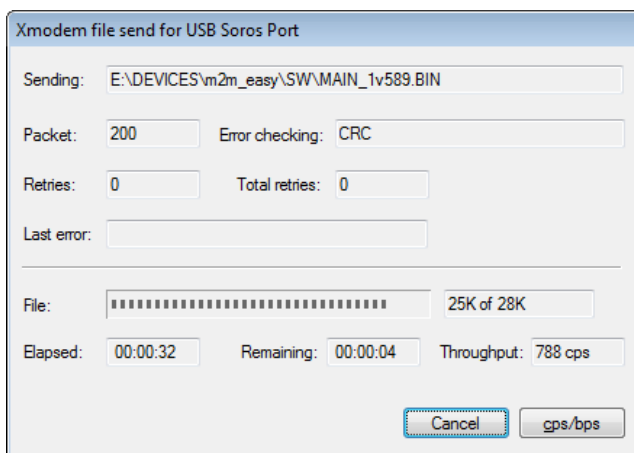 Xmodem file send for USB Soros Port
Sending: E:\DEVICES\m2m_easy\SW\MAIN_1v589.BIN
Packet: 200 Error checking: CRC
Retries: 0 Total retries: 0
Last error:
File: 25K of 28K
Elapsed: 00:00:32 Remaining: 00:00:04 Throughput: 788 cps
Cancel cps/bps